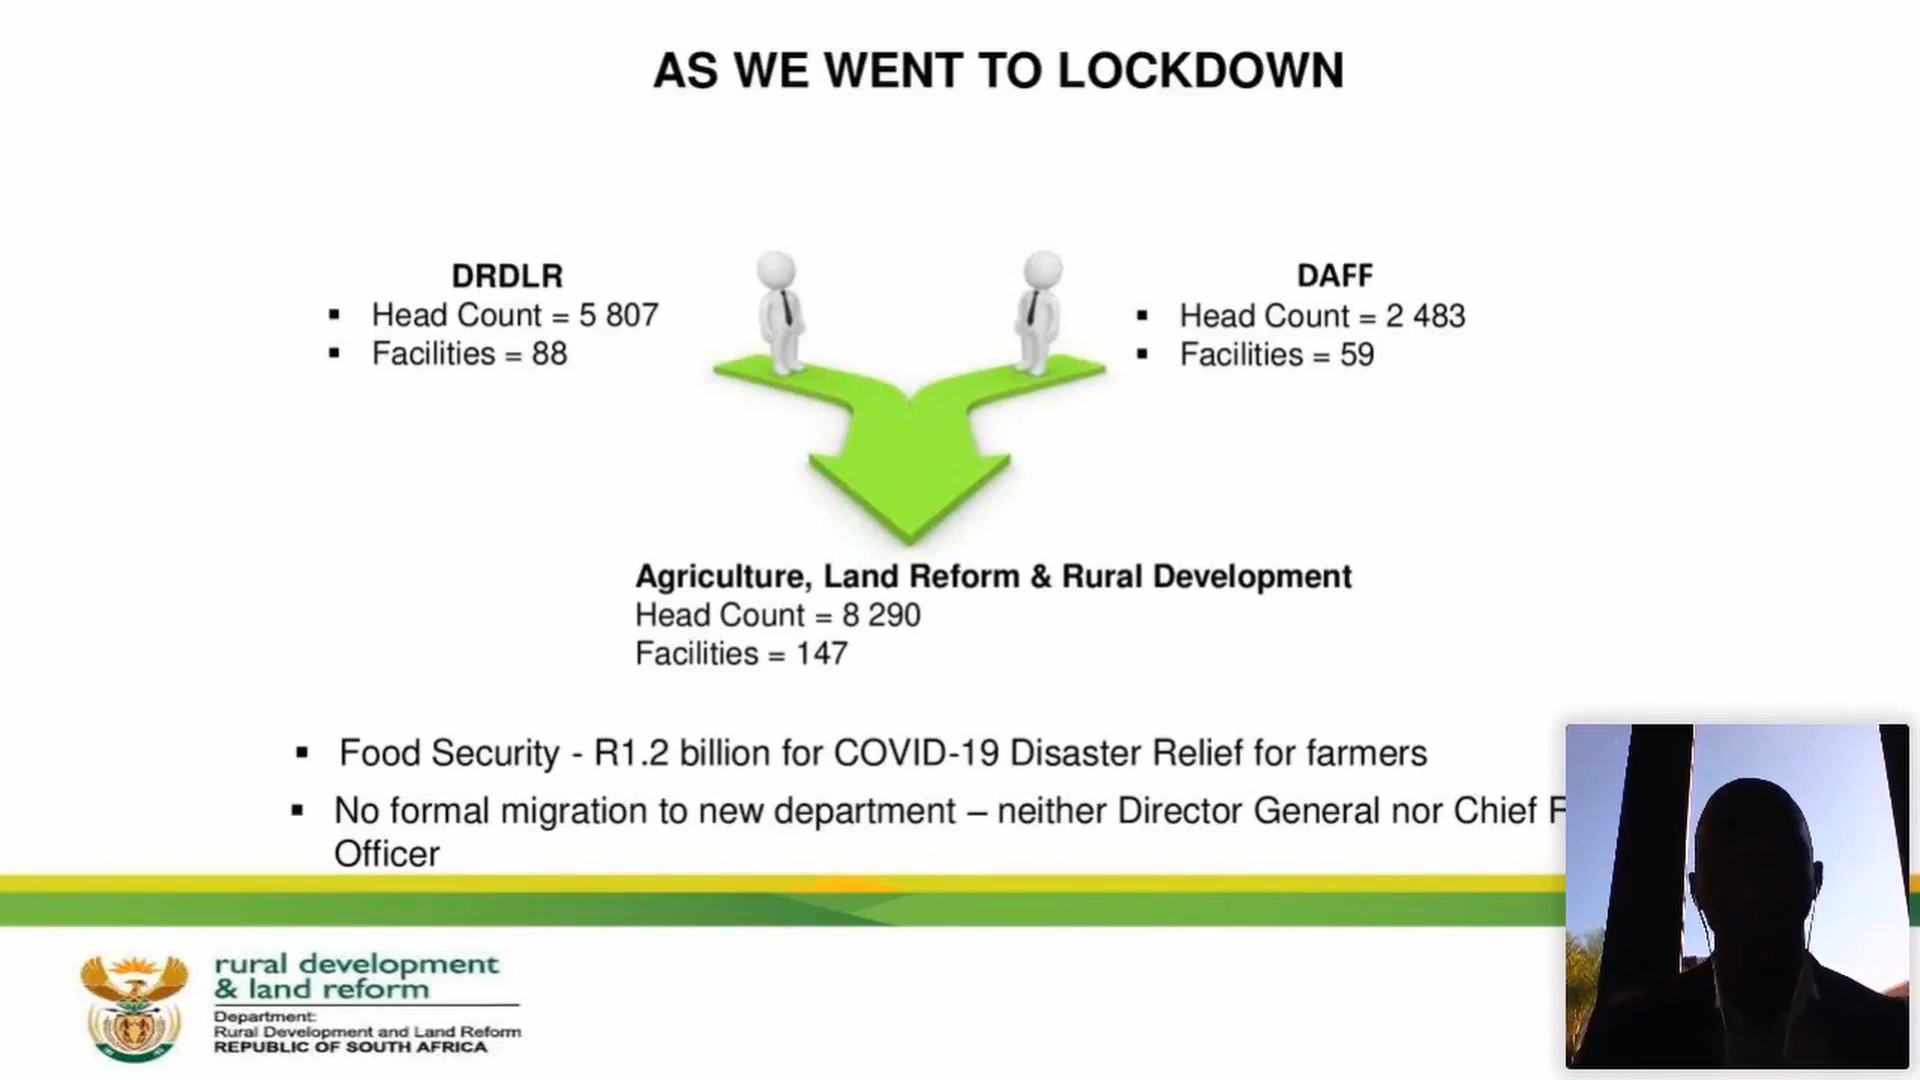 AS WE WENT TO LOCKDOWN
DRDLR
▪ Head Count = 5 807
▪ Facilities = 88
DAFF
▪ Head Count = 2 483
▪ Facilities = 59
Agriculture, Land Reform & Rural Development
Head Count = 8 290
Facilities = 147
▪ Food Security - R1.2 billion for COVID-19 Disaster Relief for farmers
▪ No formal migration to new department – neither Director General nor Chief
Officer
rural development
& land reform
Department:
Rural Development and Land Reform
REPUBLIC OF SOUTH AFRICA